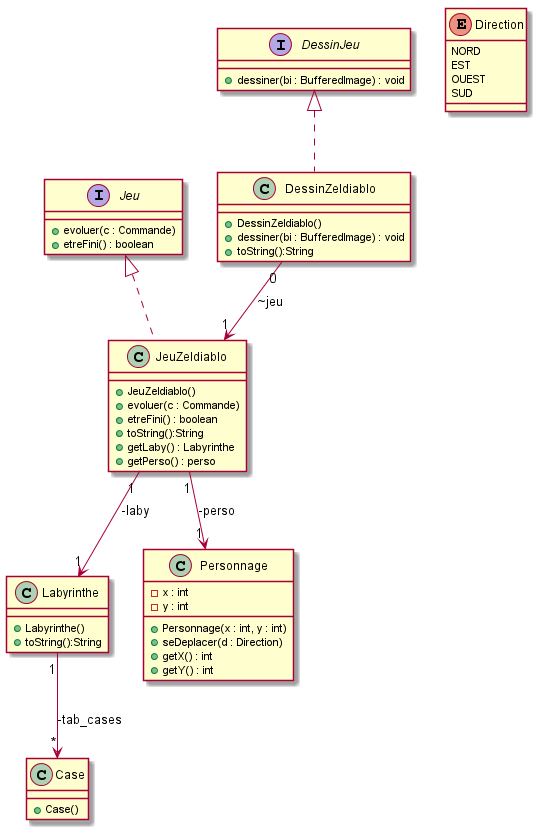 I DessinJeu
dessiner(bi : BufferedImage) : void
E Direction
NORD
EST
OUEST
SUD
I Jeu
evoluer(c : Commande)
etreFini() : boolean
C DessinZeldiablo
DessinZeldiablo()
dessiner(bi : BufferedImage) : void
toString():String
0
~jeu
1
C JeuZeldiablo
JeuZeldiablo()
evoluer(c : Commande)
etreFini() : boolean
toString():String
getLaby() : Labyrinthe
getPerso() : perso
1
-laby
1
1
-perso
1
C Labyrinthe
Labyrinthe()
toString():String
C Personnage
x : int
y : int
Personnage(x : int, y : int)
seDeplacer(d : Direction)
getX() : int
getY() : int
1
-tab_cases
*
C Case
Case()